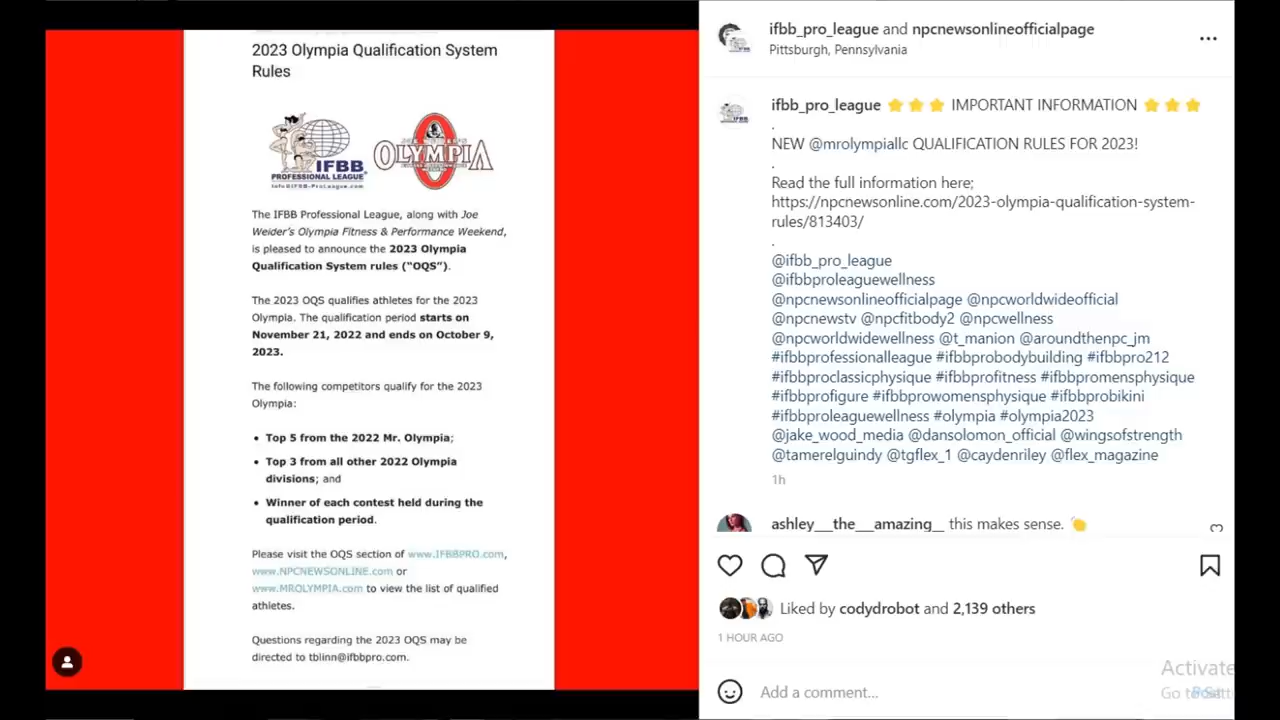 2023 Olympia Qualification System
Rules
IFBB
PROFESSIONAL LEAGUE
info@IFBB-ProLeague.com
OLYMPIA
The IFBB Professional League, along with Joe
Weider's Olympia Fitness & Performance Weekend,
is pleased to announce the 2023 Olympia
Qualification System rules ("OQS").
The 2023 OQS qualifies athletes for the 2023
Olympia. The qualification period starts on
November 21, 2022 and ends on October 9,
2023.
The following competitors qualify for the 2023
Olympia:
• Top 5 from the 2022 Mr. Olympia;
• Top 3 from all other 2022 Olympia
divisions; and
• Winner of each contest held during the
qualification period.
Please visit the OQS section of www.IFBBPRO.com,
www.NPCNEWSONLINE.com or
www.MROLYMPIA.com to view the list of qualified
athletes.
Questions regarding the 2023 OQS may be
directed to tblinn@ifbbpro.com.
ifbb_pro_league and npcnewsonlineofficialpage
Pittsburgh, Pennsylvania
ifbb_pro_league ⭐⭐⭐ IMPORTANT INFORMATION ⭐⭐⭐
.
NEW @mrolympiallc QUALIFICATION RULES FOR 2023!
.
Read the full information here;
https://npcnewsonline.com/2023-olympia-qualification-system-
rules/813403/
.
@ifbb_pro_league
@ifbbproleaguewellness
@npcnewsonlineofficialpage @npcworldwideofficial
@npcnewstv @npcfitbody2 @npcwellness
@npcworldwidewellness @t_manion @aroundthenpc_jm
#ifbbprofessionalleague #ifbbprobodybuilding #ifbbpro212
#ifbbproclassicphysique #ifbbprofitness #ifbbpromensphysique
#ifbbprofigure #ifbbprowomensphysique #ifbbprobikini
#ifbbproleaguewellness #olympia #olympia2023
@jake_wood_media @dansolomon_official @wingsofstrength
@tamerelguindy @tgflex_1 @caydenriley @flex_magazine
1h
ashley__the__amazing_ this makes sense. 👏
Liked by codydrobot and 2,139 others
1 HOUR AGO
Activate
Add a comment...
Go to
Post